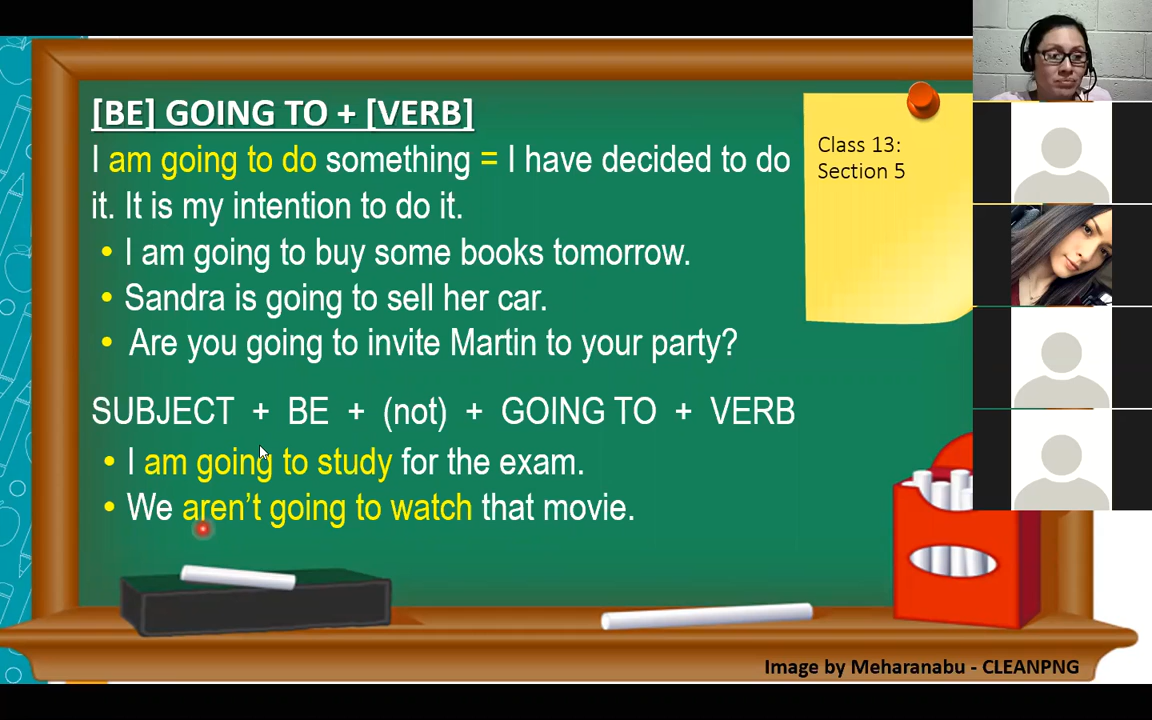 [BE] GOING TO + [VERB]
I am going to do something = I have decided to do
it. It is my intention to do it.
• I am going to buy some books tomorrow.
• Sandra is going to sell her car.
• Are you going to invite Martin to your party?
SUBJECT + BE + (not) + GOING TO + VERB
• I am going to study for the exam.
• We aren't going to watch that movie.
Class 13:
Section 5
Image by Meharanabu - CLEANPNG